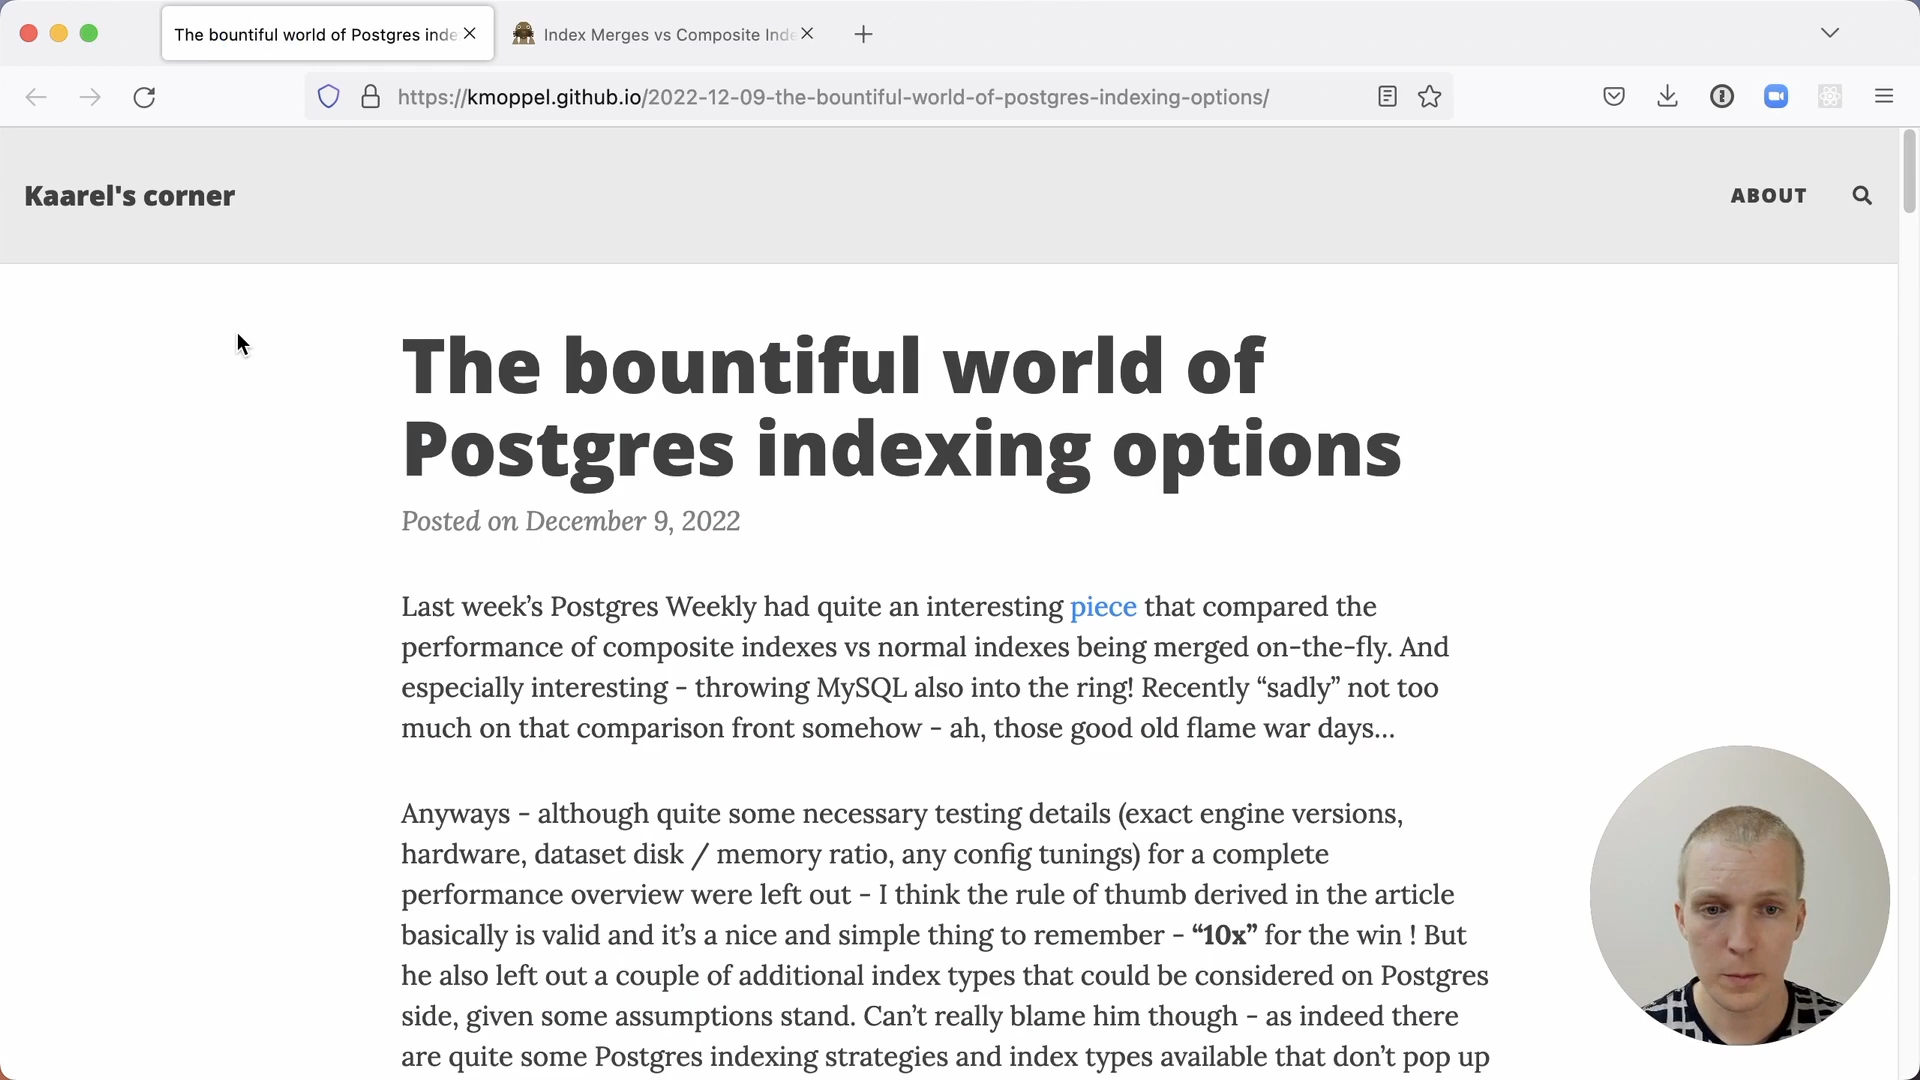 The bountiful world of Postgres inde
Index Merges vs Composite Inde
https://kmoppel.github.io/2022-12-09-the-bountiful-world-of-postgres-indexing-options/
Kaarel's corner
ABOUT
The bountiful world of
Postgres indexing options
Posted on December 9, 2022
Last week’s Postgres Weekly had quite an interesting piece that compared the
performance of composite indexes vs normal indexes being merged on-the-fly. And
especially interesting - throwing MySQL also into the ring! Recently “sadly” not too
much on that comparison front somehow - ah, those good old flame war days…
Anyways - although quite some necessary testing details (exact engine versions,
hardware, dataset disk / memory ratio, any config tunings) for a complete
performance overview were left out - I think the rule of thumb derived in the article
basically is valid and it’s a nice and simple thing to remember - “10x” for the win ! But
he also left out a couple of additional index types that could be considered on Postgres
side, given some assumptions stand. Can’t really blame him though - as indeed there
are quite some Postgres indexing strategies and index types available that don’t pop up